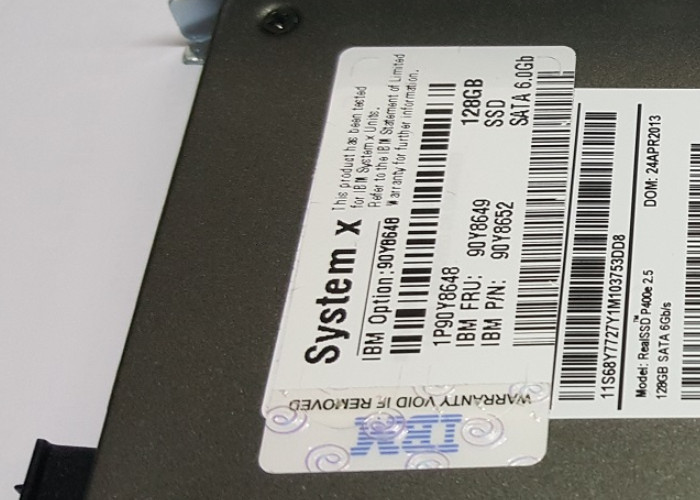 System x
This product has been tested
for IBM System x Units.
Refer to the IBM Statement of Limited
Warranty for further information.
IBM Option:90Y8648
1P90Y8648
128GB
IBM FRU: 90Y8649
SSD
IBM P/N: 90Y8652
SATA 6.0Gb
WARRANTY VOID IF REMOVED
IBM
11S68Y7727Y1M103753DD8
DOM: 24APR2013
Model: RealSSD™ P400e 2.5
128GB SATA 6Gb/s